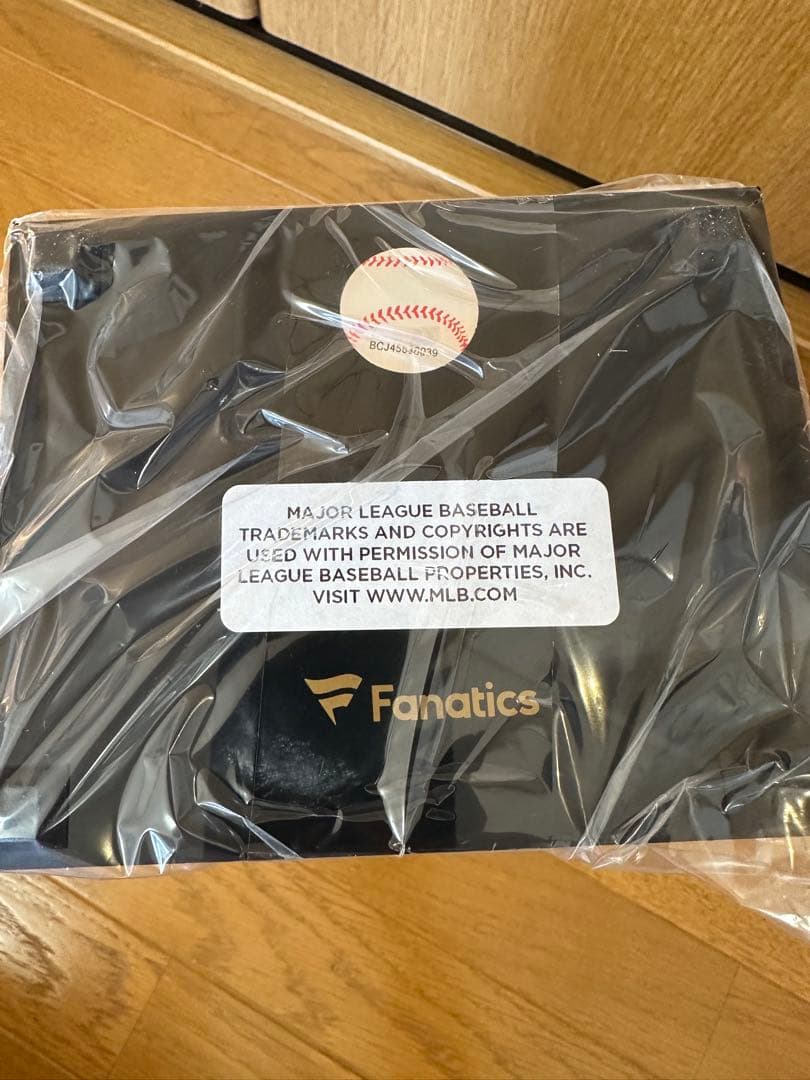 MAJOR LEAGUE BASEBALL
TRADEMARKS AND COPYRIGHTS ARE
USED WITH PERMISSION OF MAJOR
LEAGUE BASEBALL PROPERTIES, INC.
VISIT WWW.MLB.COM
Fanatics